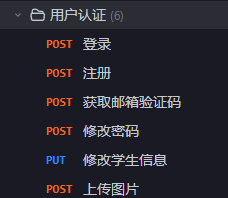 用户认证 (6)
POST 登录
POST 注册
POST 获取邮箱验证码
POST 修改密码
PUT 修改学生信息
POST 上传图片